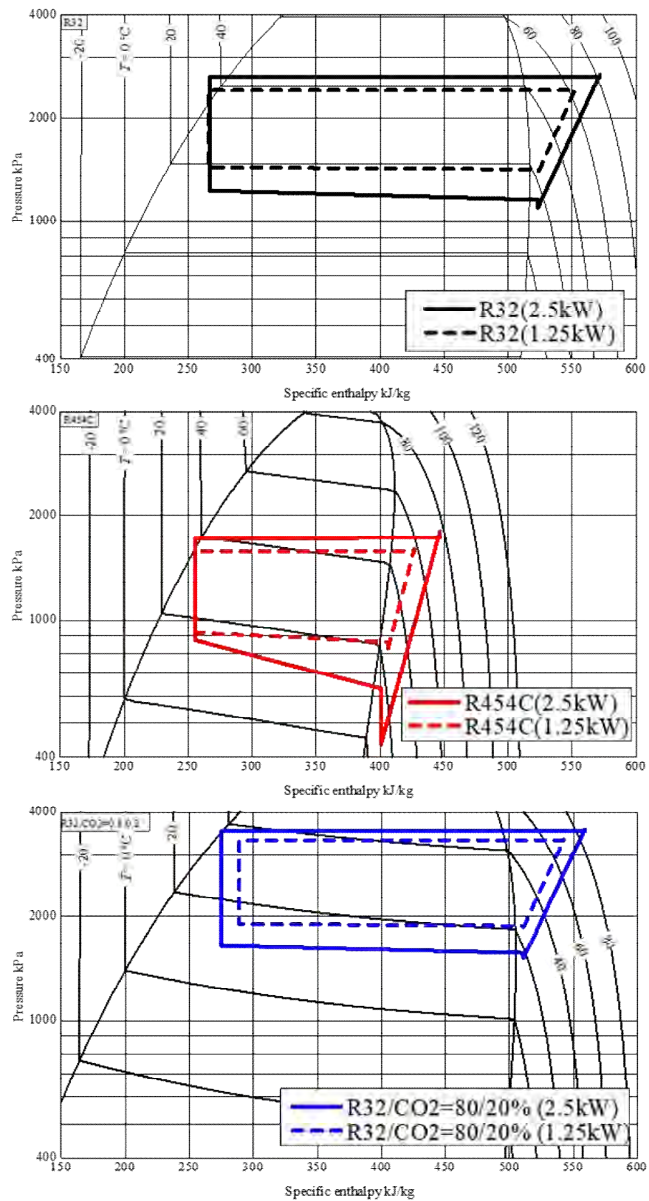 R32
-20
T=0 ℃
20
40
60
80
100
4000
2000
1000
400
Pressure kPa
R32(2.5kW)
R32(1.25kW)
150 200 250 300 350 400 450 500 550 600
Specific enthalpy kJ/kg
R454C
-20
T=0 ℃
20
40
60
80
100
120
4000
2000
1000
400
Pressure kPa
R454C(2.5kW)
R454C(1.25kW)
150 200 250 300 350 400 450 500 550 600
Specific enthalpy kJ/kg
-20
T=0 ℃
20
40
60
4000
2000
1000
400
Pressure kPa
R32/CO2=80/20% (2.5kW)
R32/CO2=80/20% (1.25kW)
150 200 250 300 350 400 450 500 550 600
Specific enthalpy kJ/kg